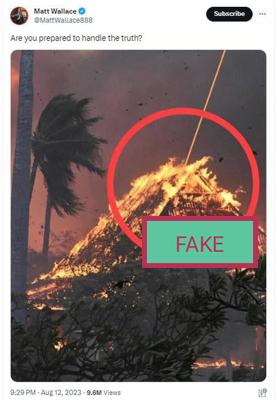 Matt Wallace
@MattWallace888
Subscribe
Are you prepared to handle the truth?
FAKE
9:29 PM · Aug 12, 2023 · 9.6M Views